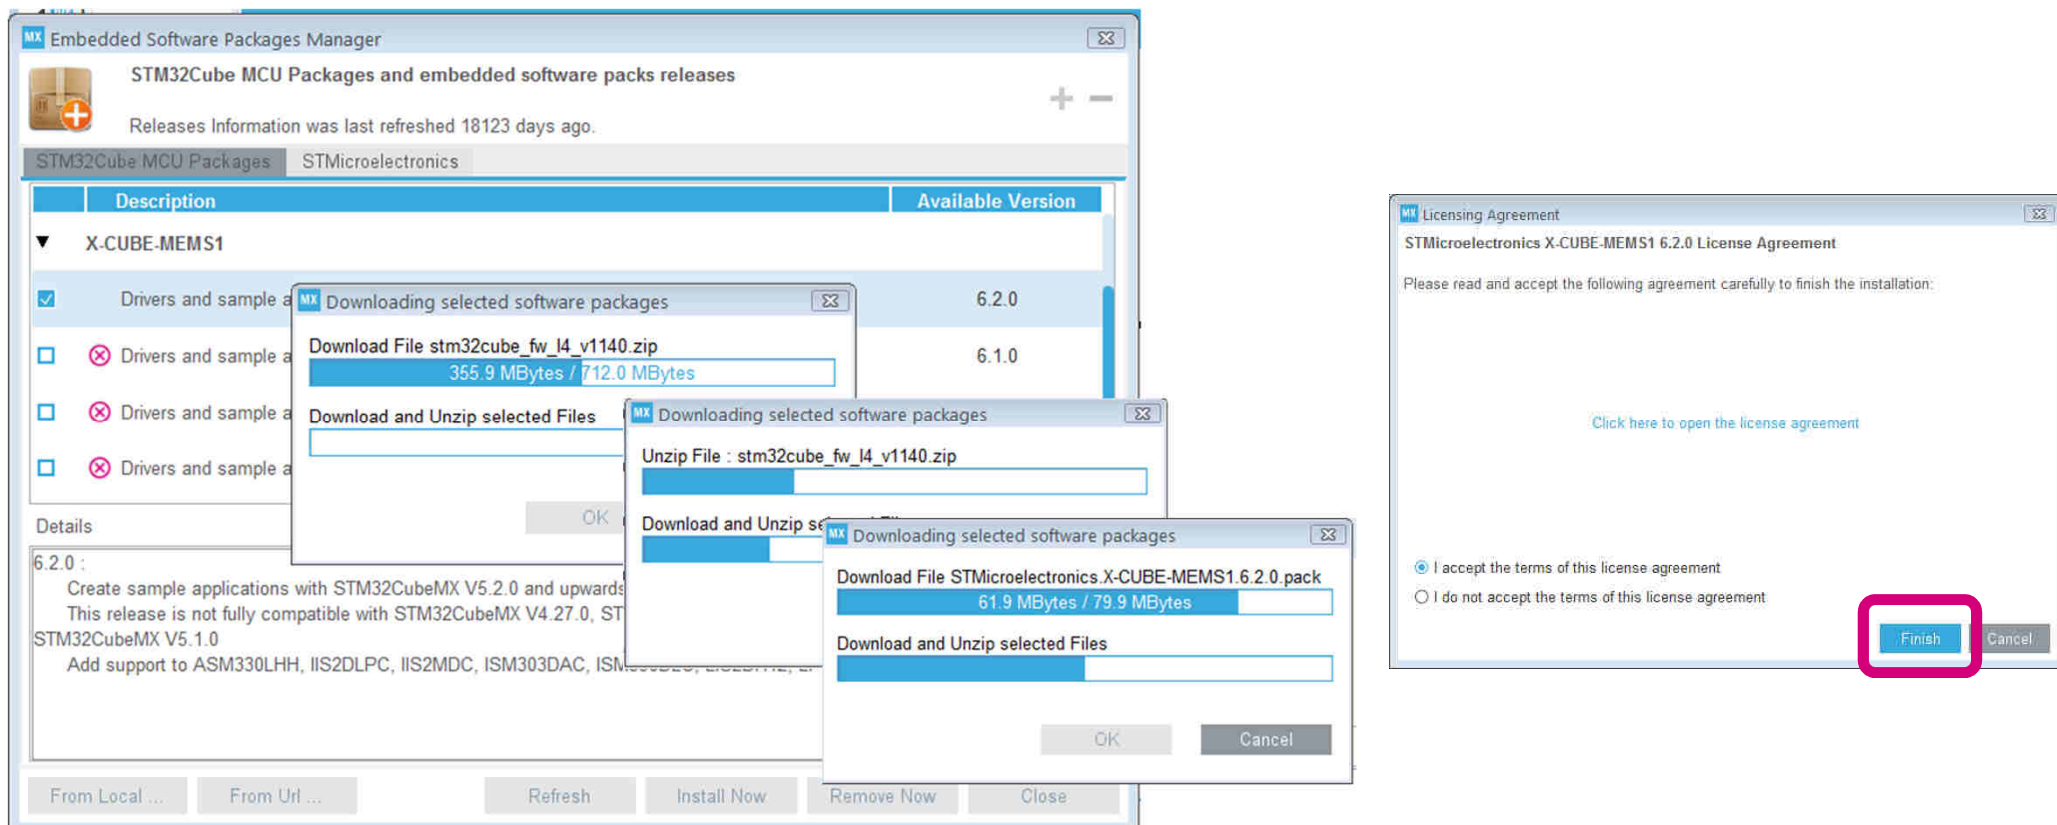 MX Embedded Software Packages Manager
STM32Cube MCU Packages and embedded software packs releases
Releases Information was last refreshed 18123 days ago.
STM32Cube MCU Packages STMicroelectronics
Description Available Version
X-CUBE-MEMS1
Drivers and sample a 6.2.0
Drivers and sample a 6.1.0
Drivers and sample a
Drivers and sample a
Details
6.2.0 :
Create sample applications with STM32CubeMX V5.2.0 and upwards
This release is not fully compatible with STM32CubeMX V4.27.0, ST
STM32CubeMX V5.1.0
Add support to ASM330LHH, IIS2DLPC, IIS2MDC, ISM303DAC,
From Local ... From Url ... Refresh Install Now Remove Now Close
MX Downloading selected software packages
Download File stm32cube_fw_l4_v1140.zip
355.9 MBytes / 712.0 MBytes
Download and Unzip selected Files
OK
MX Downloading selected software packages
Unzip File : stm32cube_fw_l4_v1140.zip
Download and Unzip
MX Downloading selected software packages
Download File STMicroelectronics.X-CUBE-MEMS1.6.2.0.pack
61.9 MBytes / 79.9 MBytes
Download and Unzip selected Files
OK Cancel
MX Licensing Agreement
STMicroelectronics X-CUBE-MEMS1 6.2.0 License Agreement
Please read and accept the following agreement carefully to finish the installation:
Click here to open the license agreement
I accept the terms of this license agreement
I do not accept the terms of this license agreement
Finish Cancel